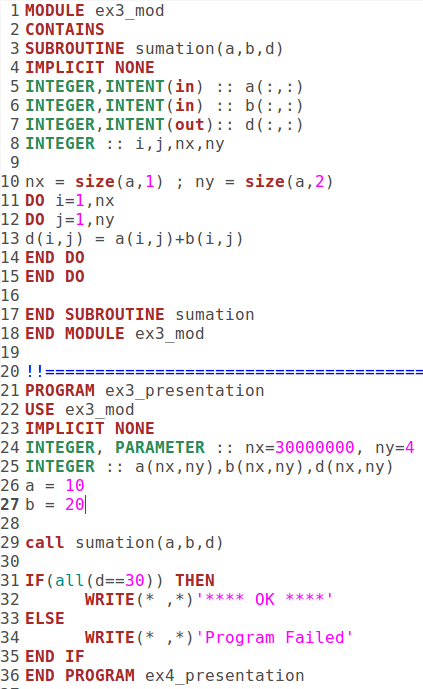 1 MODULE ex3_mod
2 CONTAINS
3 SUBROUTINE sumation(a,b,d)
4 IMPLICIT NONE
5 INTEGER,INTENT(in) :: a(:,:)
6 INTEGER,INTENT(in) :: b(:,:)
7 INTEGER,INTENT(out):: d(:,:)
8 INTEGER :: i,j,nx,ny
9
10 nx = size(a,1) ; ny = size(a,2)
11 DO i=1,nx
12 DO j=1,ny
13 d(i,j) = a(i,j)+b(i,j)
14 END DO
15 END DO
16
17 END SUBROUTINE sumation
18 END MODULE ex3_mod
19
20 !!======================================
21 PROGRAM ex3_presentation
22 USE ex3_mod
23 IMPLICIT NONE
24 INTEGER, PARAMETER :: nx=30000000, ny=4
25 INTEGER :: a(nx,ny),b(nx,ny),d(nx,ny)
26 a = 10
27 b = 20
28
29 call sumation(a,b,d)
30
31 IF(all(d==30)) THEN
32       WRITE(* ,*)'**** OK ****'
33 ELSE
34       WRITE(* ,*)'Program Failed'
35 END IF
36 END PROGRAM ex4_presentation